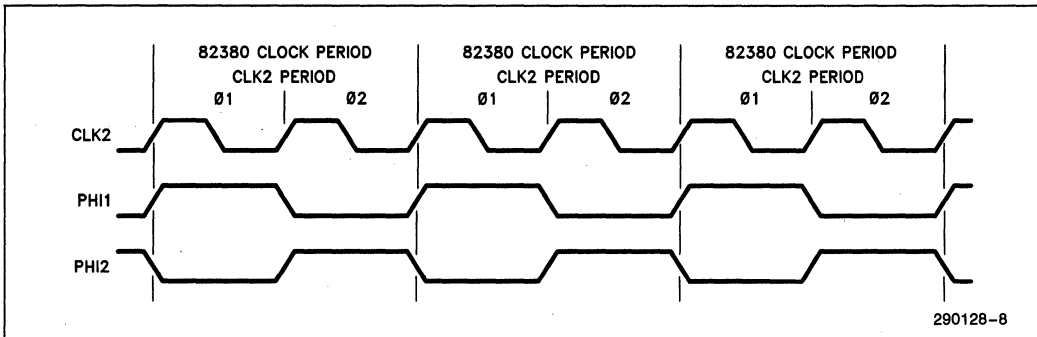 82380 CLOCK PERIOD 82380 CLOCK PERIOD 82380 CLOCK PERIOD
CLK2 PERIOD CLK2 PERIOD CLK2 PERIOD
Ø1 Ø2 Ø1 Ø2 Ø1 Ø2
CLK2
PHI1
PHI2
290128-8